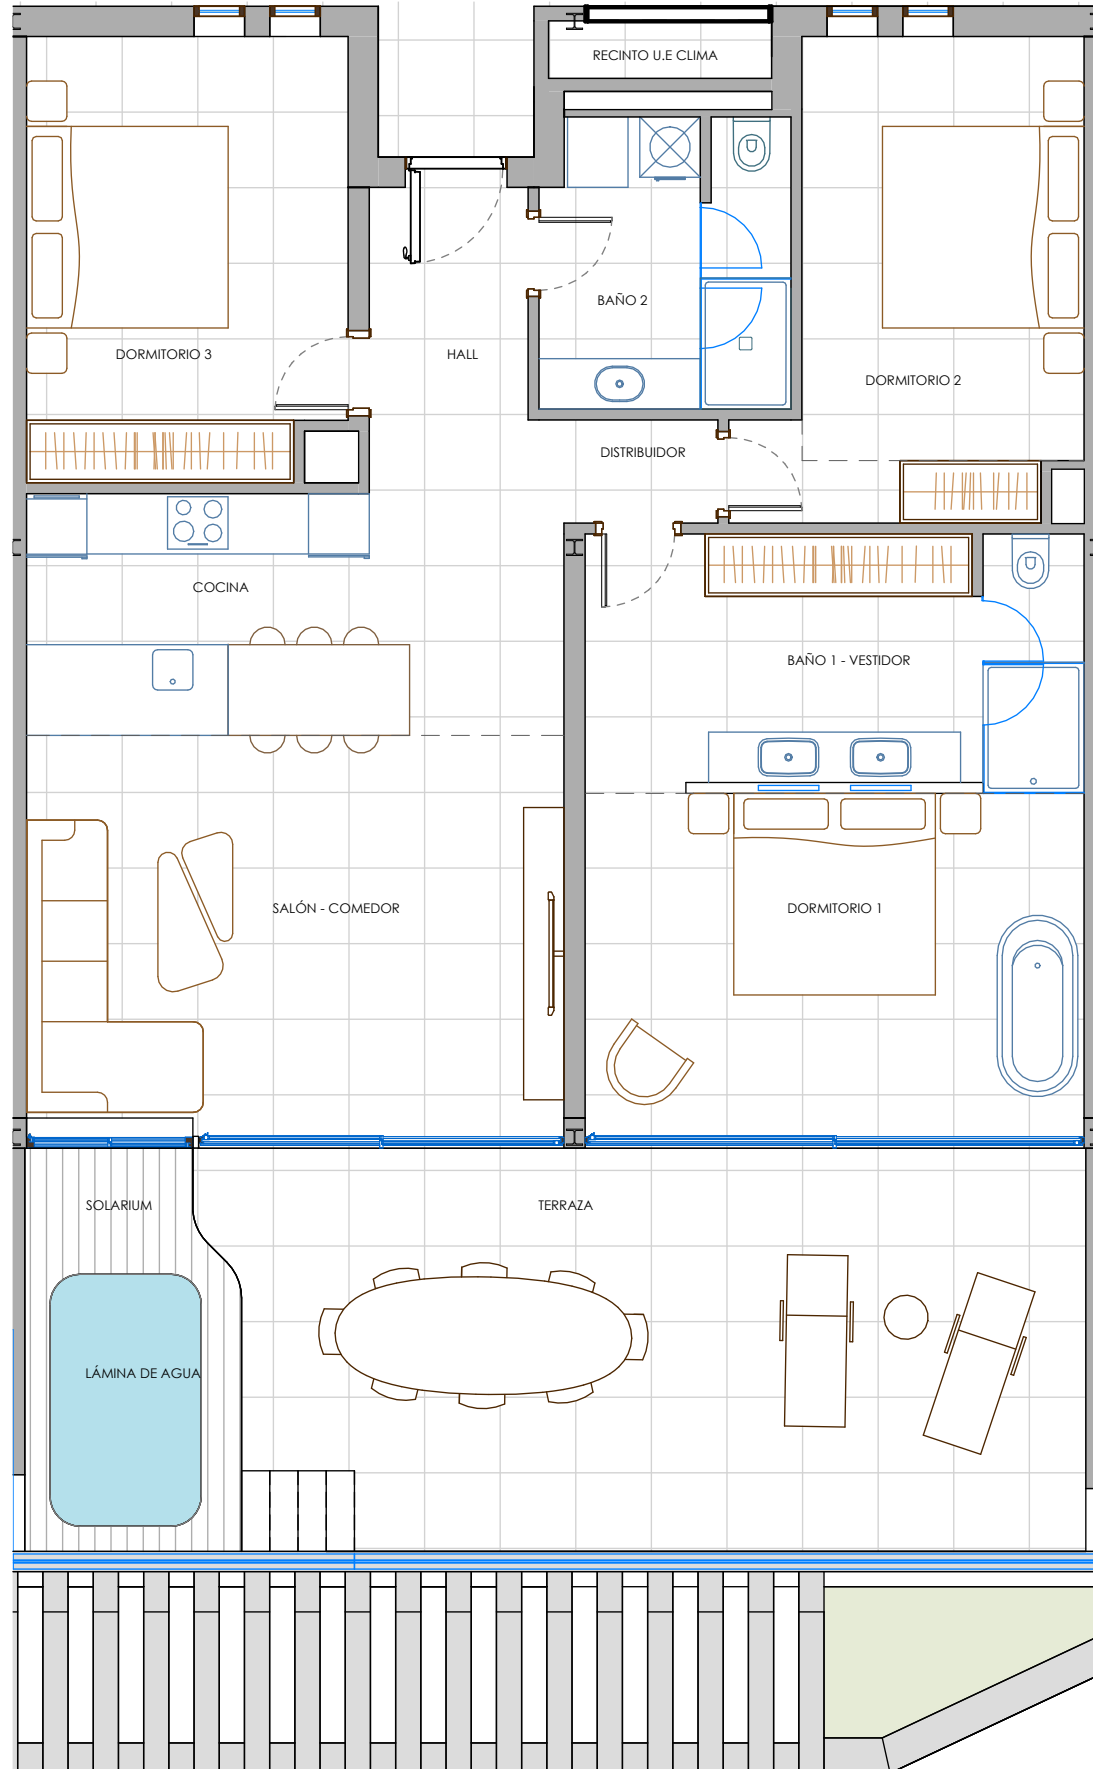 RECINTO U.E CLIMA
BAÑO 2
DORMITORIO 3
HALL
DORMITORIO 2
DISTRIBUIDOR
COCINA
BAÑO 1 - VESTIDOR
SALÓN - COMEDOR
DORMITORIO 1
SOLARIUM
TERRAZA
LÁMINA DE AGUA